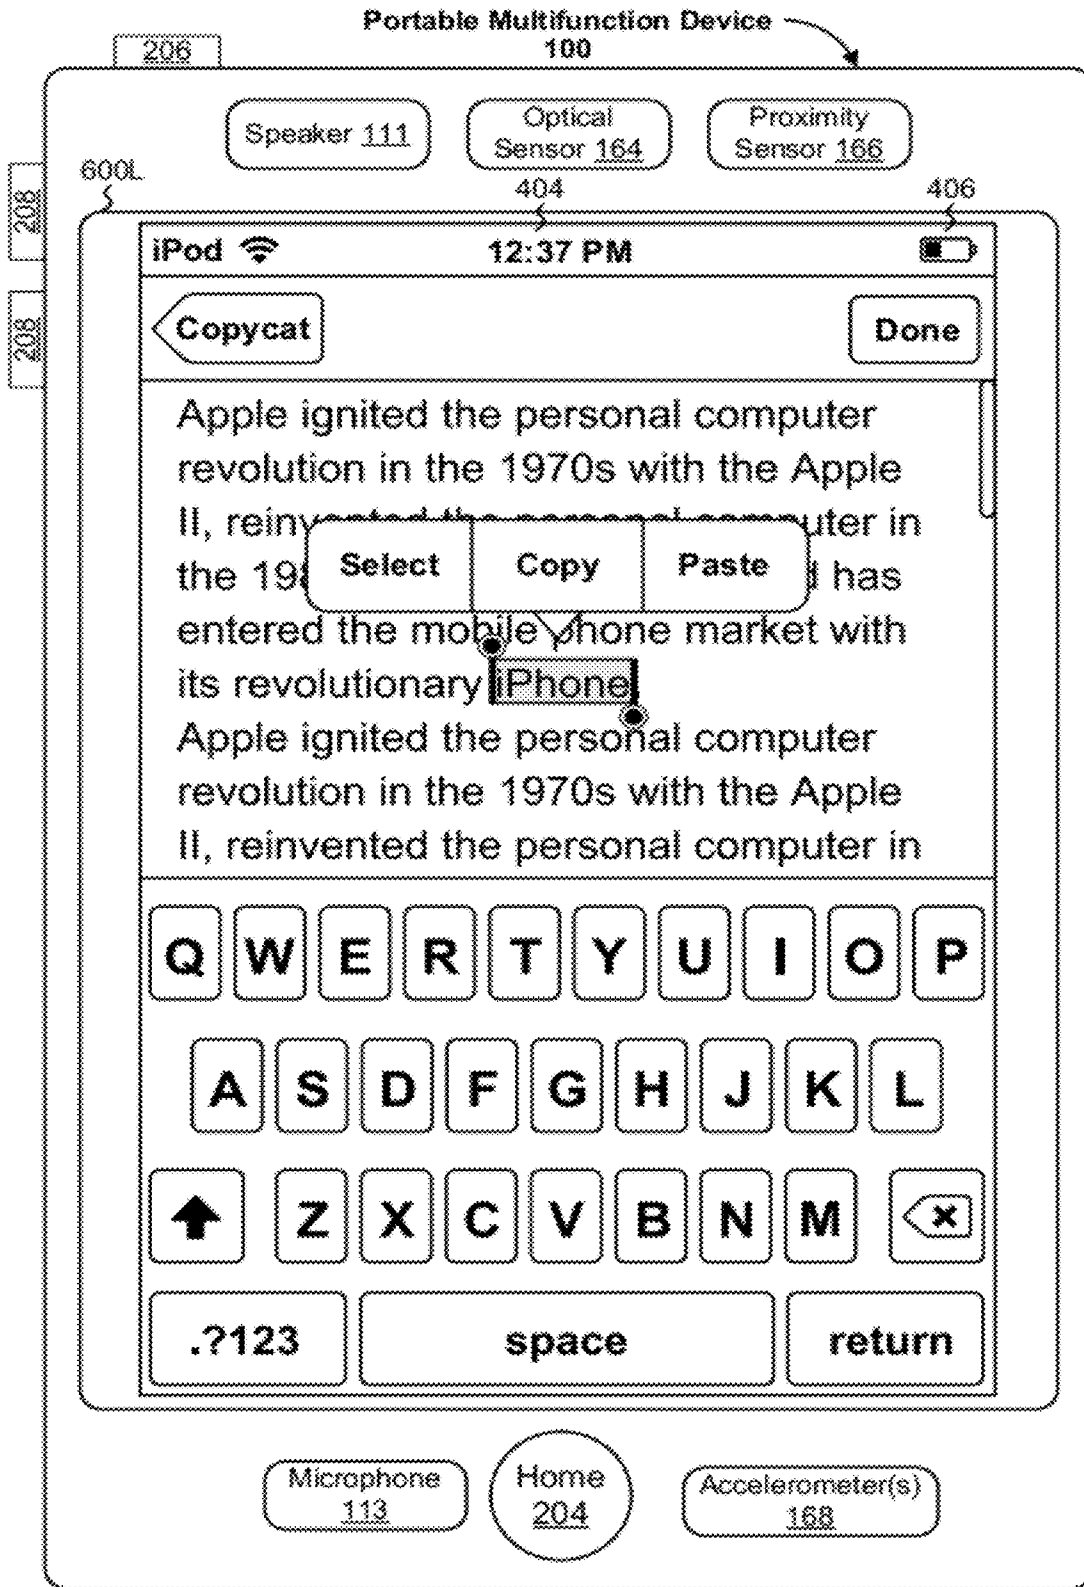 Portable Multifunction Device
100
206
Speaker 111
Optical
Sensor 164
Proximity
Sensor 166
600L
404
406
208
208
iPod
12:37 PM
Copycat
Done
Apple ignited the personal computer
revolution in the 1970s with the Apple
II, uter in
the 19 has
Select
Copy
Paste
entered the mobile phone market with
its revolutionary iPhone
Apple ignited the personal computer
revolution in the 1970s with the Apple
II, reinvented the personal computer in
Q W E R T Y U I O P
A S D F G H J K L
Z X C V B N M
.?123 space return
Microphone
113
Home
204
Accelerometer(s)
168